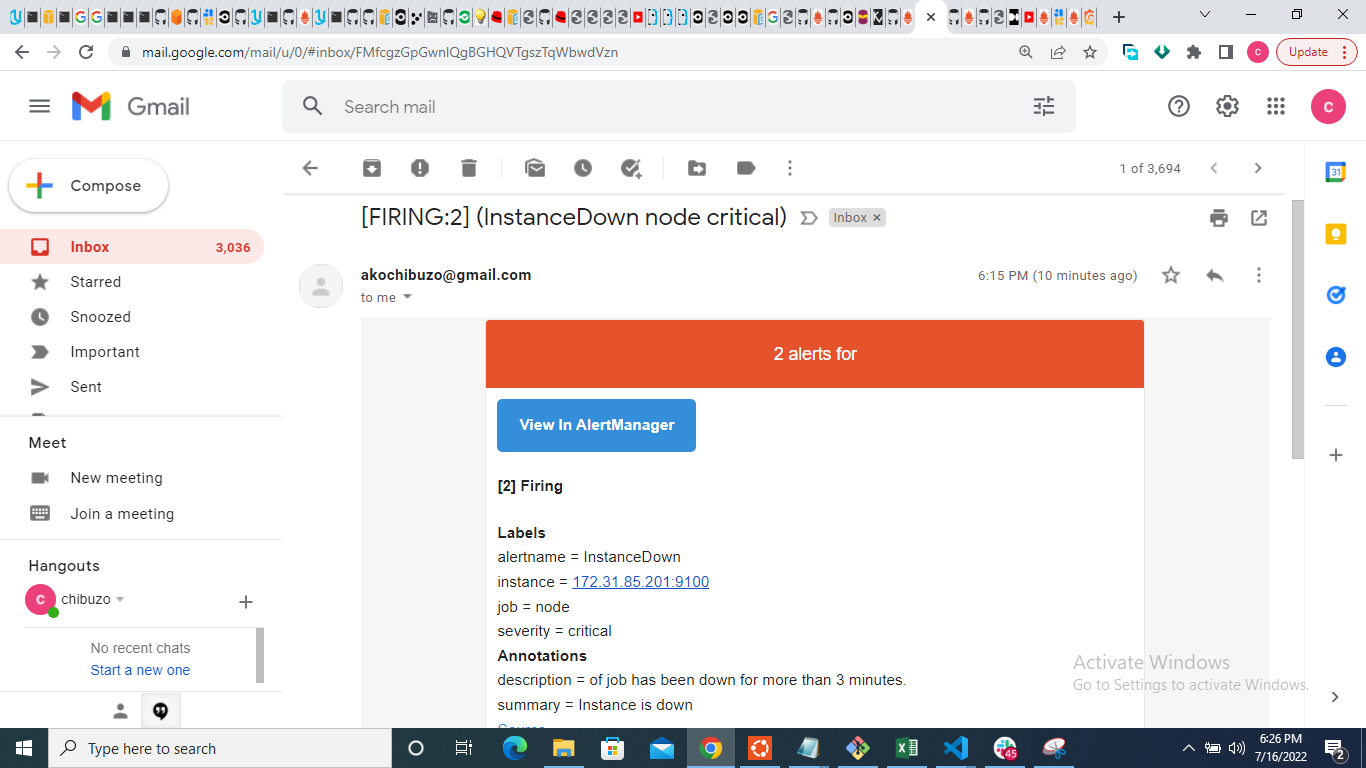 mail.google.com/mail/u/0/#inbox/FMfcgzGpGwnIQgBGHQVTgszTqWbwdVzn
C
Update
Gmail
Search mail
C
Compose
1 of 3,694
[FIRING:2] (InstanceDown node critical)
Inbox ×
Inbox 3,036
Starred
Snoozed
Important
Sent
akochibuzo@gmail.com
6:15 PM (10 minutes ago)
to me
31
2 alerts for
View In AlertManager
[2] Firing
Labels
alertname = InstanceDown
instance = 172.31.85.201:9100
job = node
severity = critical
Annotations
description = of job has been down for more than 3 minutes.
summary = Instance is down
Source
Meet
New meeting
Join a meeting
Hangouts
C chibuzo
No recent chats
Start a new one
Activate Windows
Go to Settings to activate Windows.
Type here to search
45
6:26 PM
7/16/2022
2